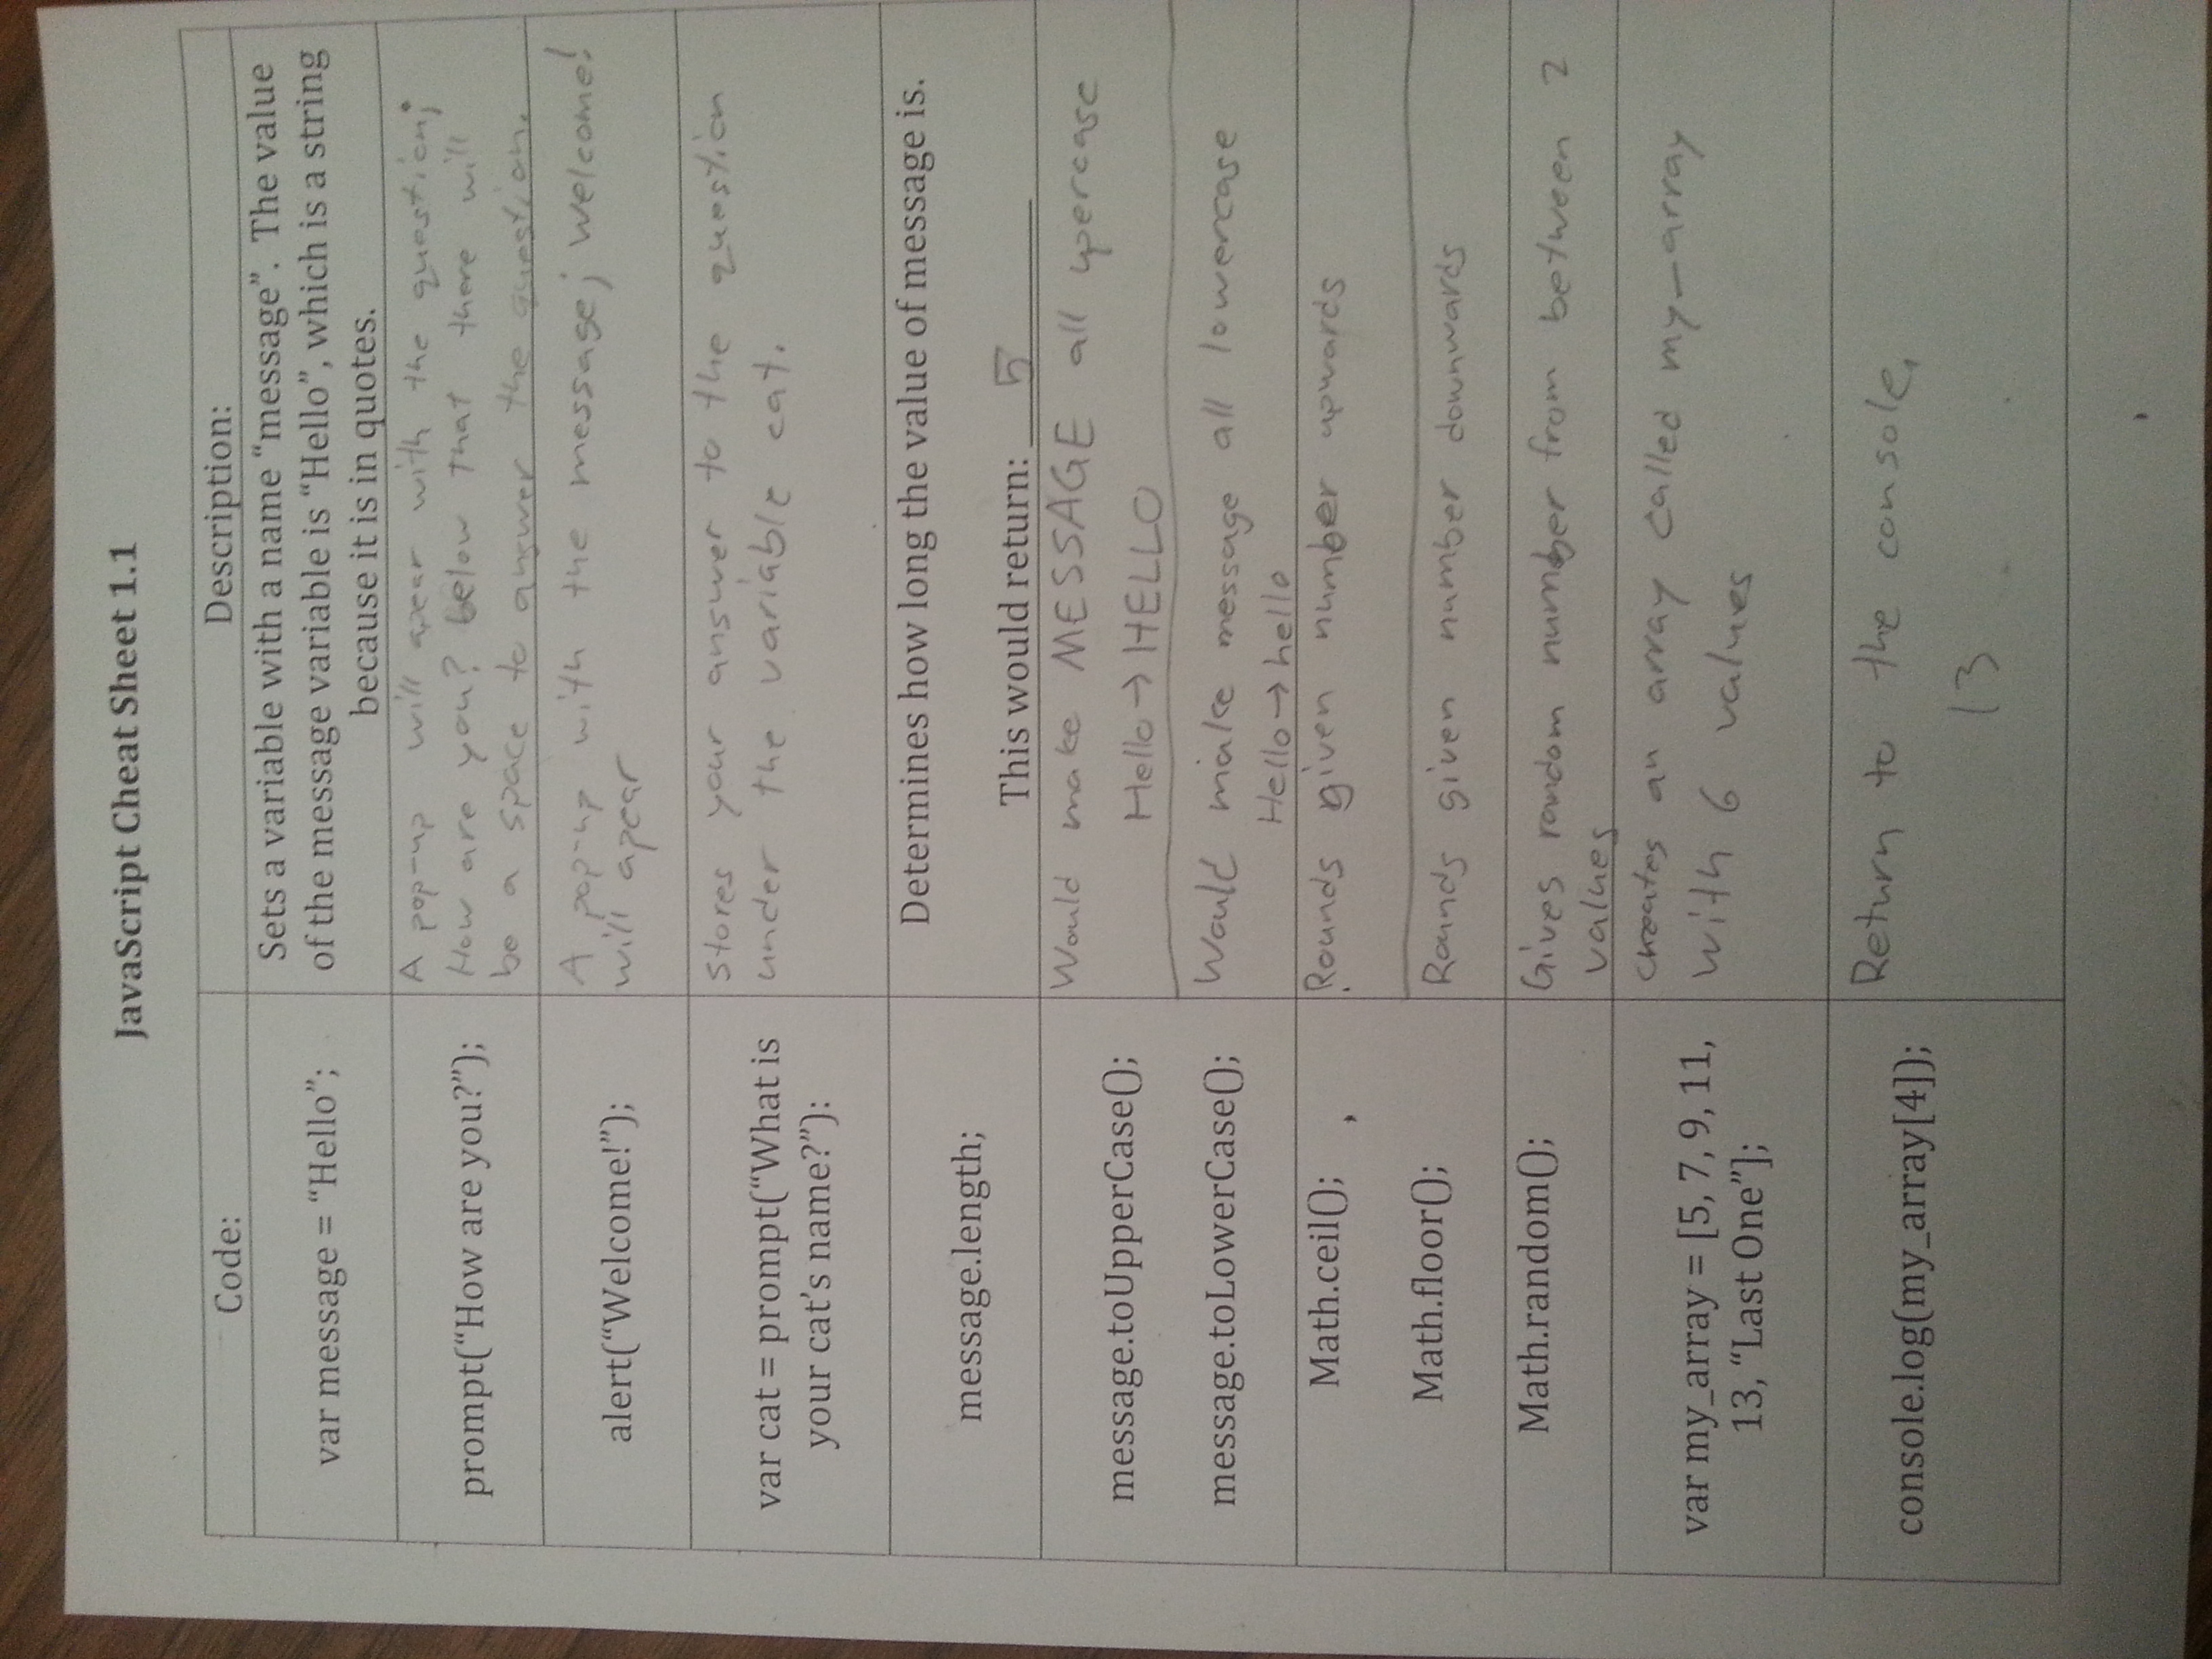 JavaScript Cheat Sheet 1.1
Code:
Description:
var message = “Hello”;
Sets a variable with a name “message”. The value
of the message variable is “Hello”, which is a string
because it is in quotes.
prompt(“How are you?”);
A pop-up will apear with the question;
How are you? Below That there will
be a space to answer the question.
alert(“Welcome!”);
A pop-up with the message; Welcome!
will apear
var cat = prompt(“What is
your cat’s name?”):
Stores your answer to the question
under the variable cat.
message.length;
Determines how long the value of message is.
This would return: 5
message.toUpperCase();
Would make MESSAGE all upercase
Hello → HELLO
message.toLowerCase();
Would make message all lowercase
Hello → hello
Math.ceil();
Rounds given number upwards
Math.floor();
Rounds given number downwards
Math.random();
Gives random number from between 2
values
var my_array = [5, 7, 9, 11,
13, “Last One”];
creates an array called my_array
with 6 values
console.log(my_array[4]);
Return to the console,
13